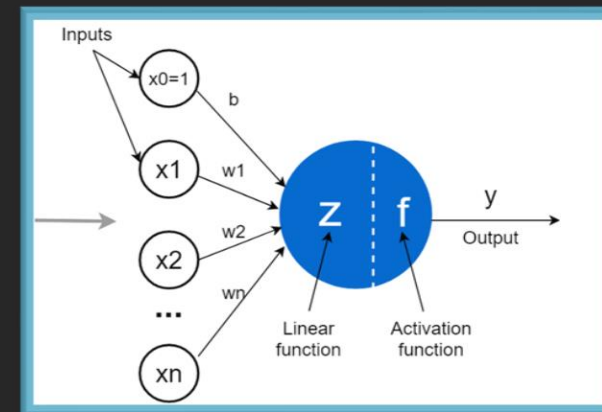 Inputs
x0=1
b
x1
w1
x2
w2
...
wn
xn
z
f
y
Output
Linear
function
Activation
function